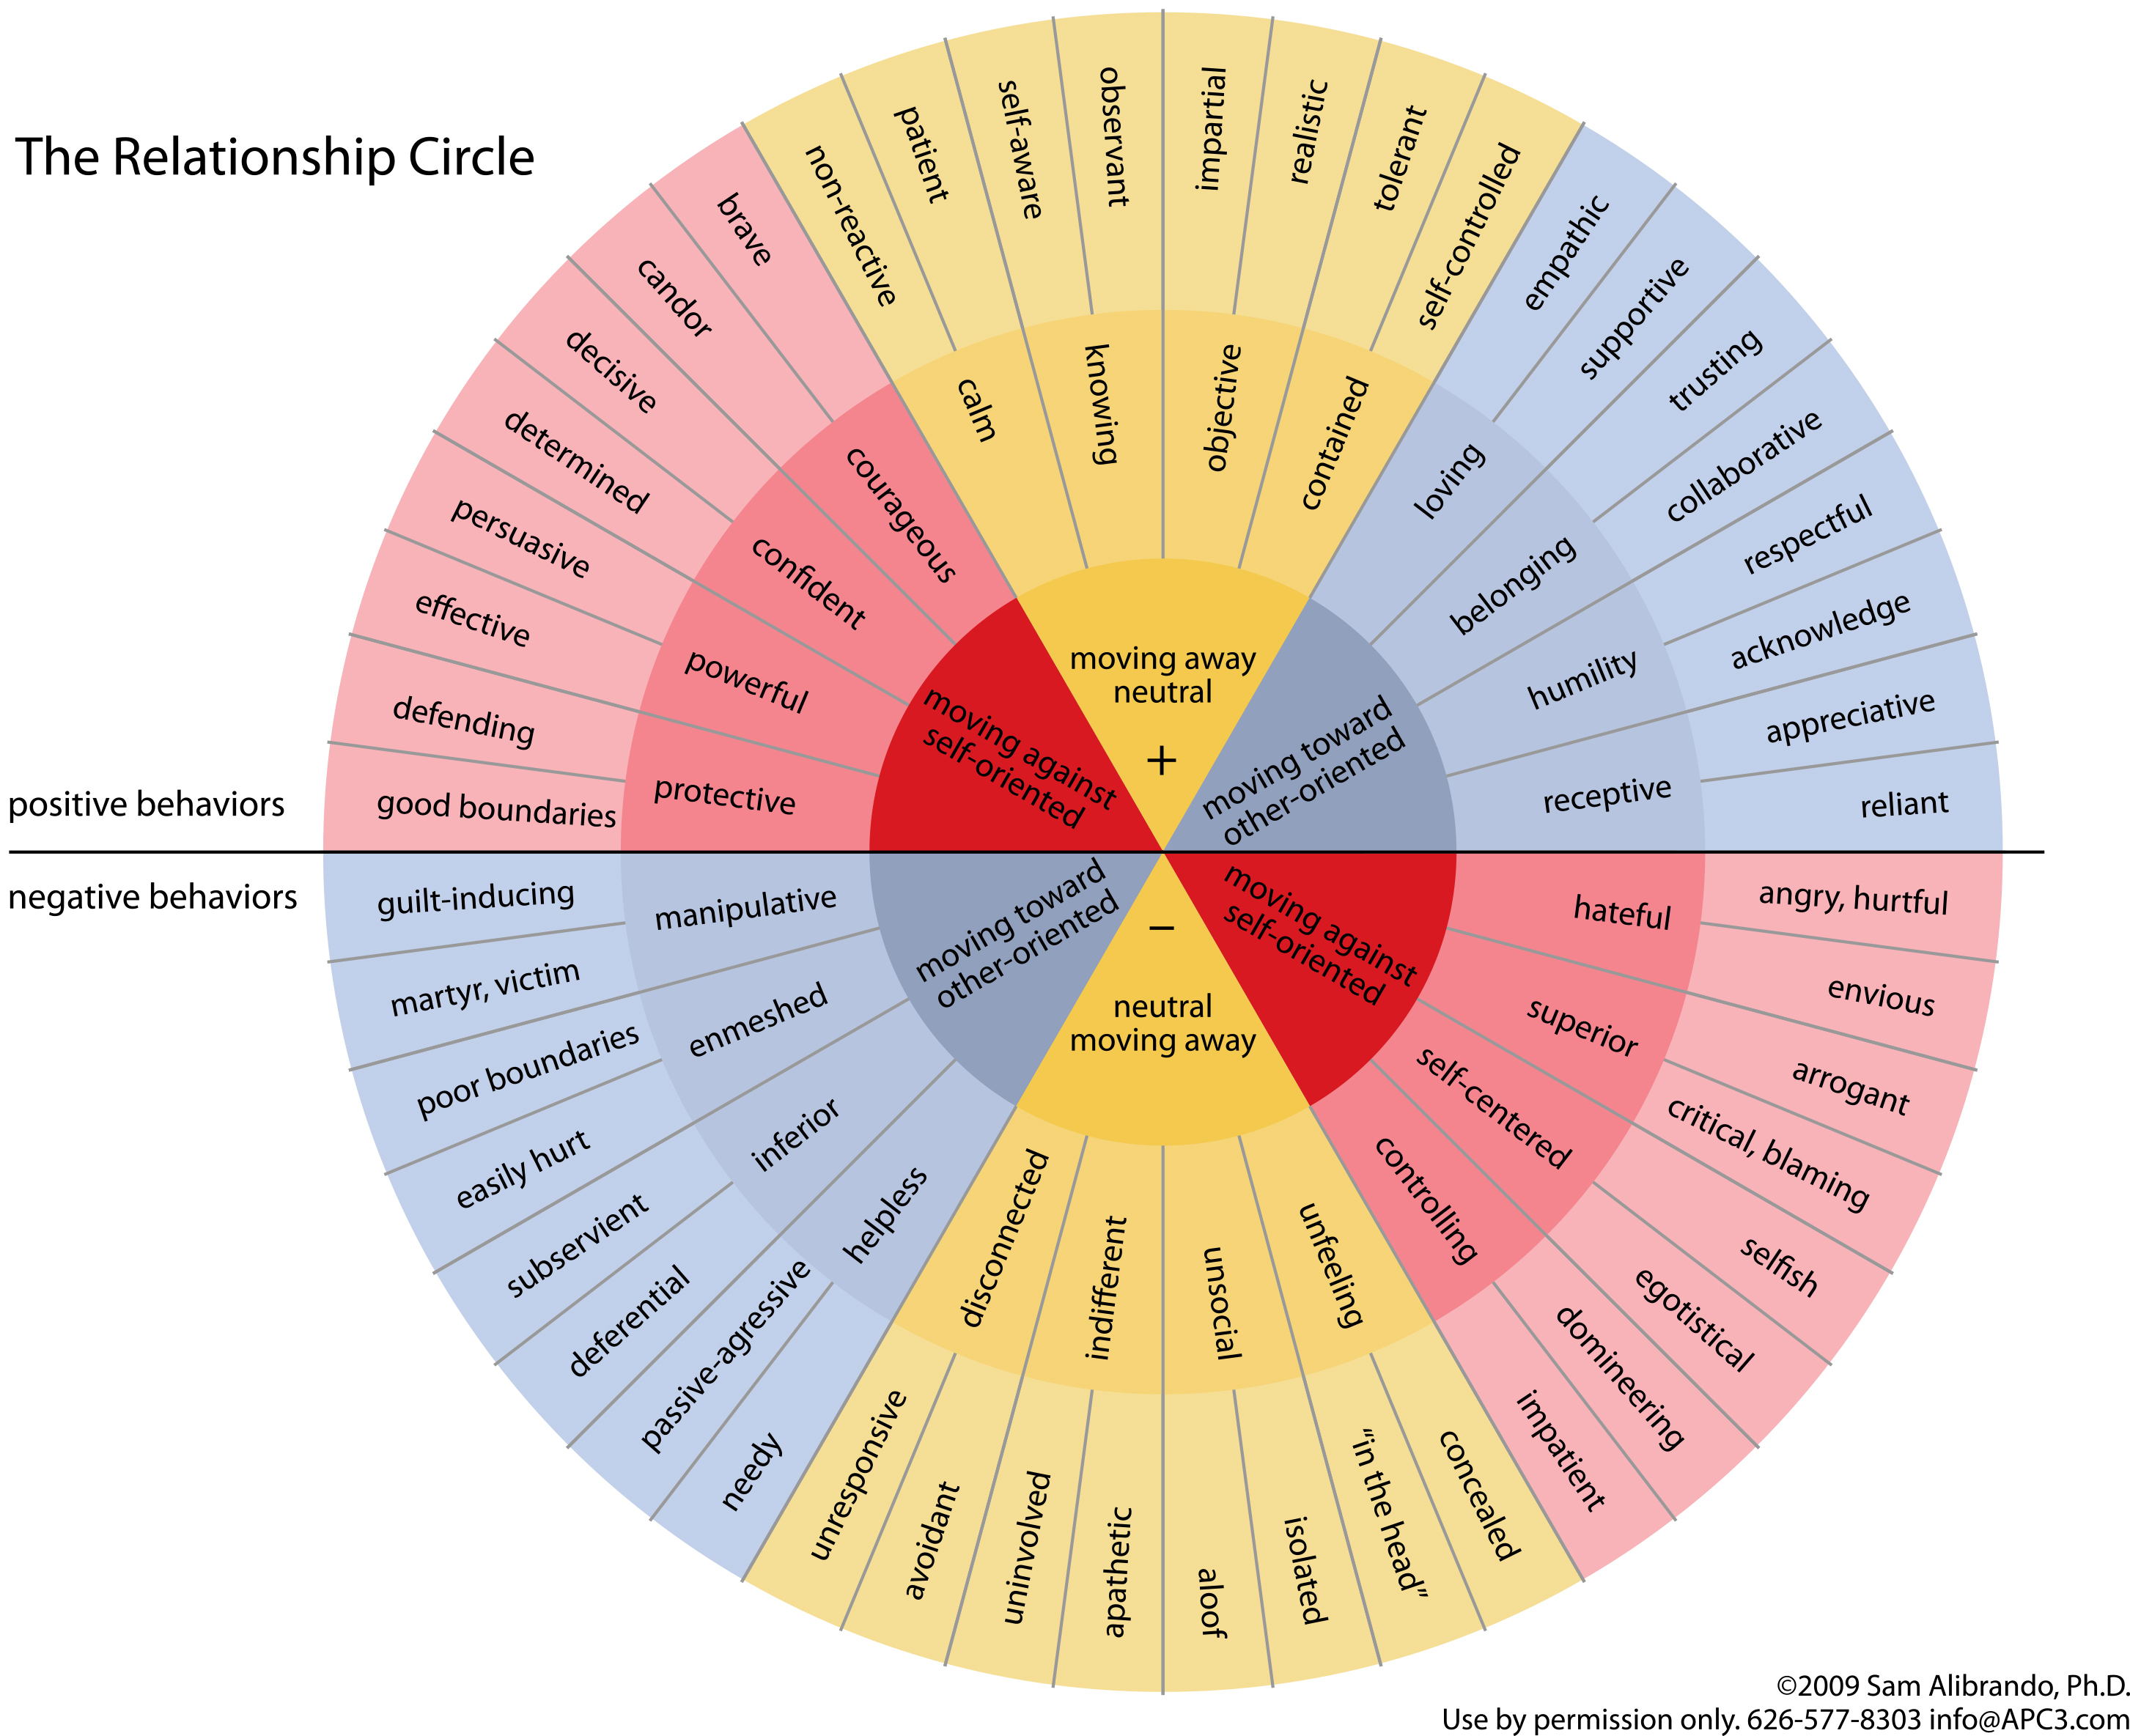 The Relationship Circle
positive behaviors
negative behaviors
moving away
neutral
+
moving toward
other-oriented
moving against
self-oriented
neutral
moving away
–
moving toward
other-oriented
moving against
self-oriented
courageous
brave
candor
confident
decisive
determined
powerful
persuasive
effective
protective
defending
good boundaries
calm
non-reactive
patient
knowing
self-aware
observant
objective
impartial
realistic
contained
tolerant
self-controlled
loving
empathic
supportive
belonging
trusting
collaborative
humility
respectful
acknowledge
receptive
appreciative
reliant
hateful
angry, hurtful
envious
superior
arrogant
critical, blaming
self-centered
selfish
egotistical
controlling
domineering
impatient
unfeeling
concealed
“in the head”
unsocial
isolated
aloof
indifferent
apathetic
uninvolved
disconnected
avoidant
unresponsive
helpless
needy
passive-agressive
inferior
deferential
subservient
enmeshed
easily hurt
poor boundaries
manipulative
martyr, victim
guilt-inducing
©2009 Sam Alibrando, Ph.D.
Use by permission only. 626-577-8303 info@APC3.com